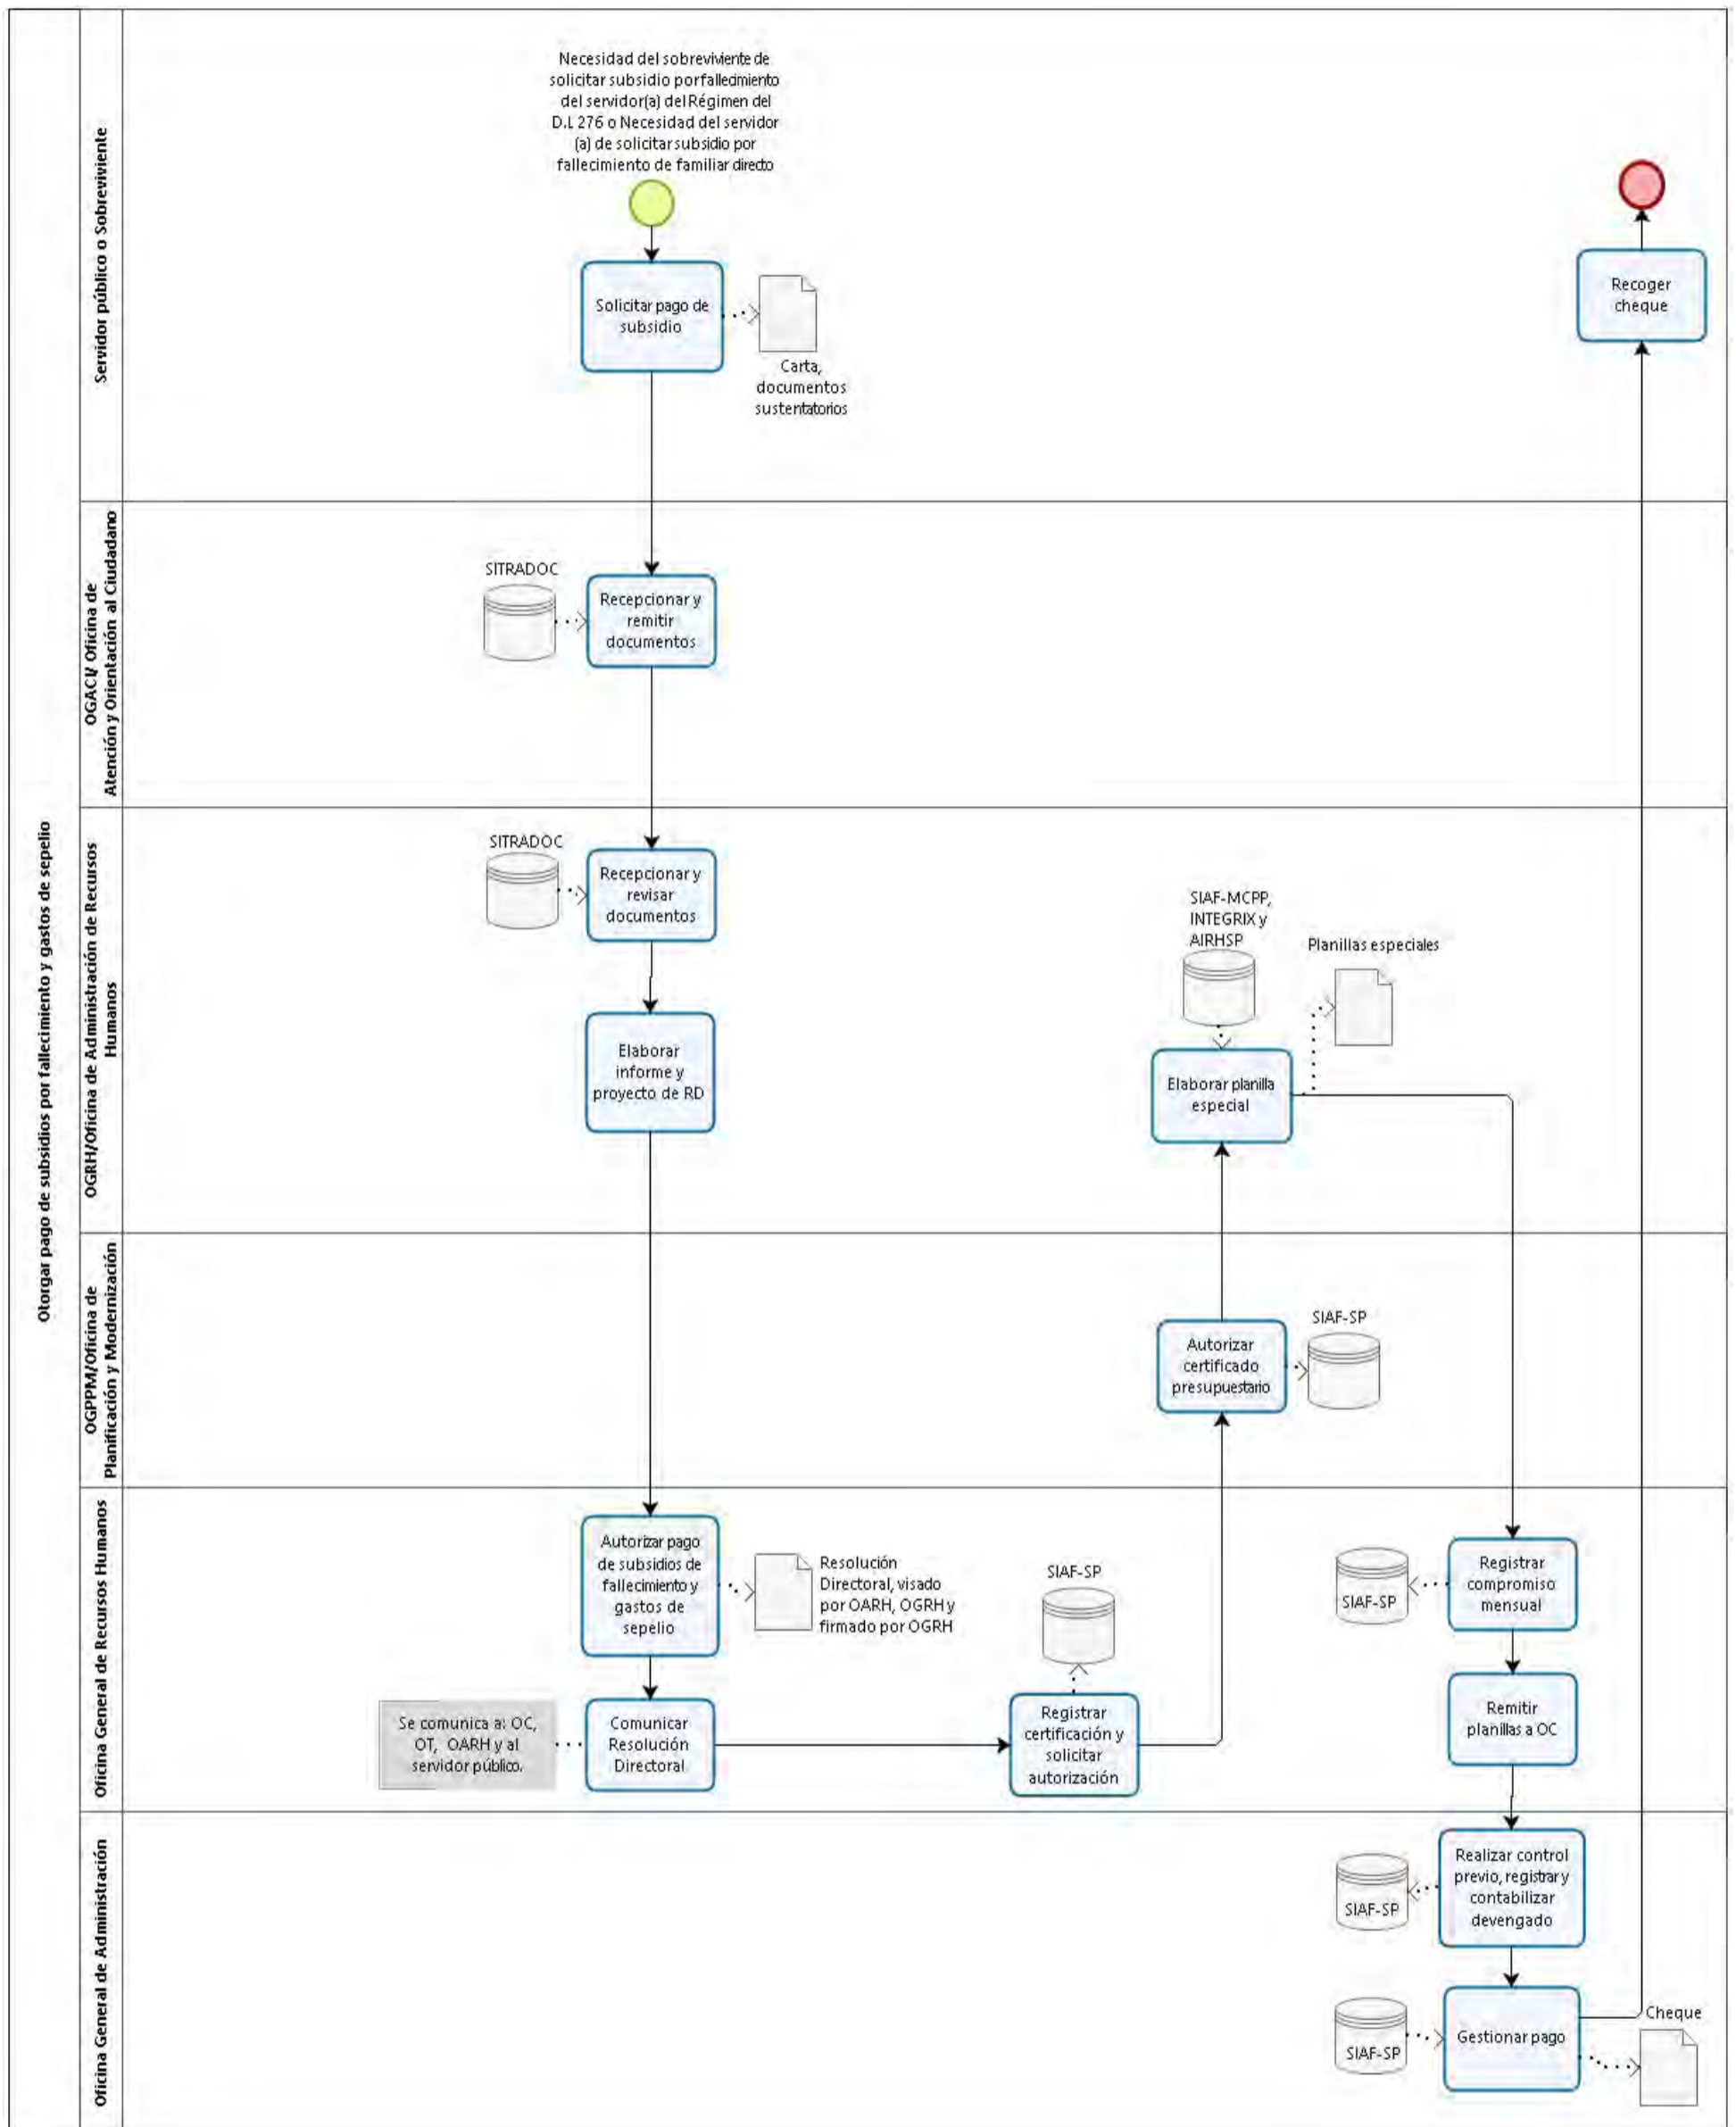 Otorgar pago de subsidios por fallecimiento y gastos de sepelio
Servidor público o Sobreviviente
Necesidad del sobreviviente de
solicitar subsidio por fallecimiento
del servidor(a) del Régimen del
D.L 276 o Necesidad del servidor
(a) de solicitar subsidio por
fallecimiento de familiar directo
Solicitar pago de
subsidio
Carta,
documentos
sustentatorios
Recoger
cheque
OGACI/ Oficina de
Atención y Orientación al Ciudadano
SITRADOC
Recepcionar y
remitir
documentos
OGRH/Oficina de Administración de Recursos
Humanos
SITRADOC
Recepcionar y
revisar
documentos
Elaborar
informe y
proyecto de RD
SIAF-MCPP,
INTEGRIX y
AIRHSP
Planillas especiales
Elaborar planilla
especial
OGPPM/Oficina de
Planificación y Modernización
Autorizar
certificado
presupuestario
SIAF-SP
Oficina General de Recursos Humanos
Autorizar pago
de subsidios de
fallecimiento y
gastos de
sepelio
Resolución
Directoral, visado
por OARH, OGRH y
firmado por OGRH
Se comunica a: OC,
OT, OARH y al
servidor público.
Comunicar
Resolución
Directoral
SIAF-SP
Registrar
certificación y
solicitar
autorización
SIAF-SP
Registrar
compromiso
mensual
Remitir
planillas a OC
Oficina General de Administración
SIAF-SP
Realizar control
previo, registrar y
contabilizar
devengado
SIAF-SP
Gestionar pago
Cheque